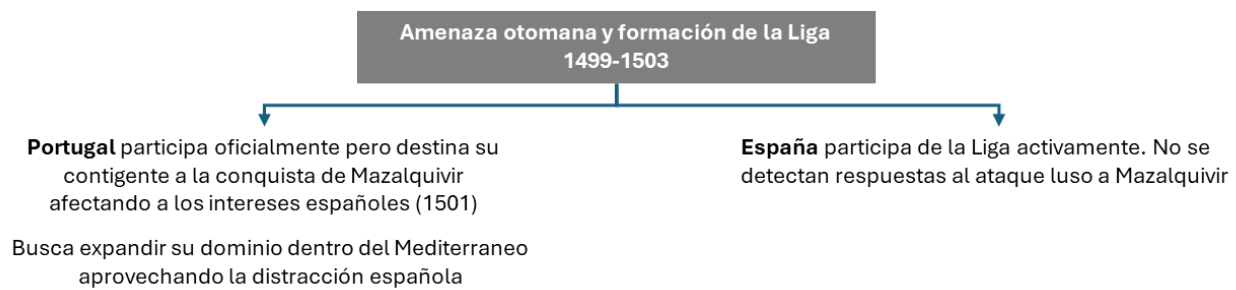 Amenaza otomana y formación de la Liga
1499-1503
Portugal participa oficialmente pero destina su
contigente a la conquista de Mazalquivir
afectando a los intereses españoles (1501)
Busca expandir su dominio dentro del Mediterraneo
aprovechando la distracción española
España participa de la Liga activamente. No se
detectan respuestas al ataque luso a Mazalquivir